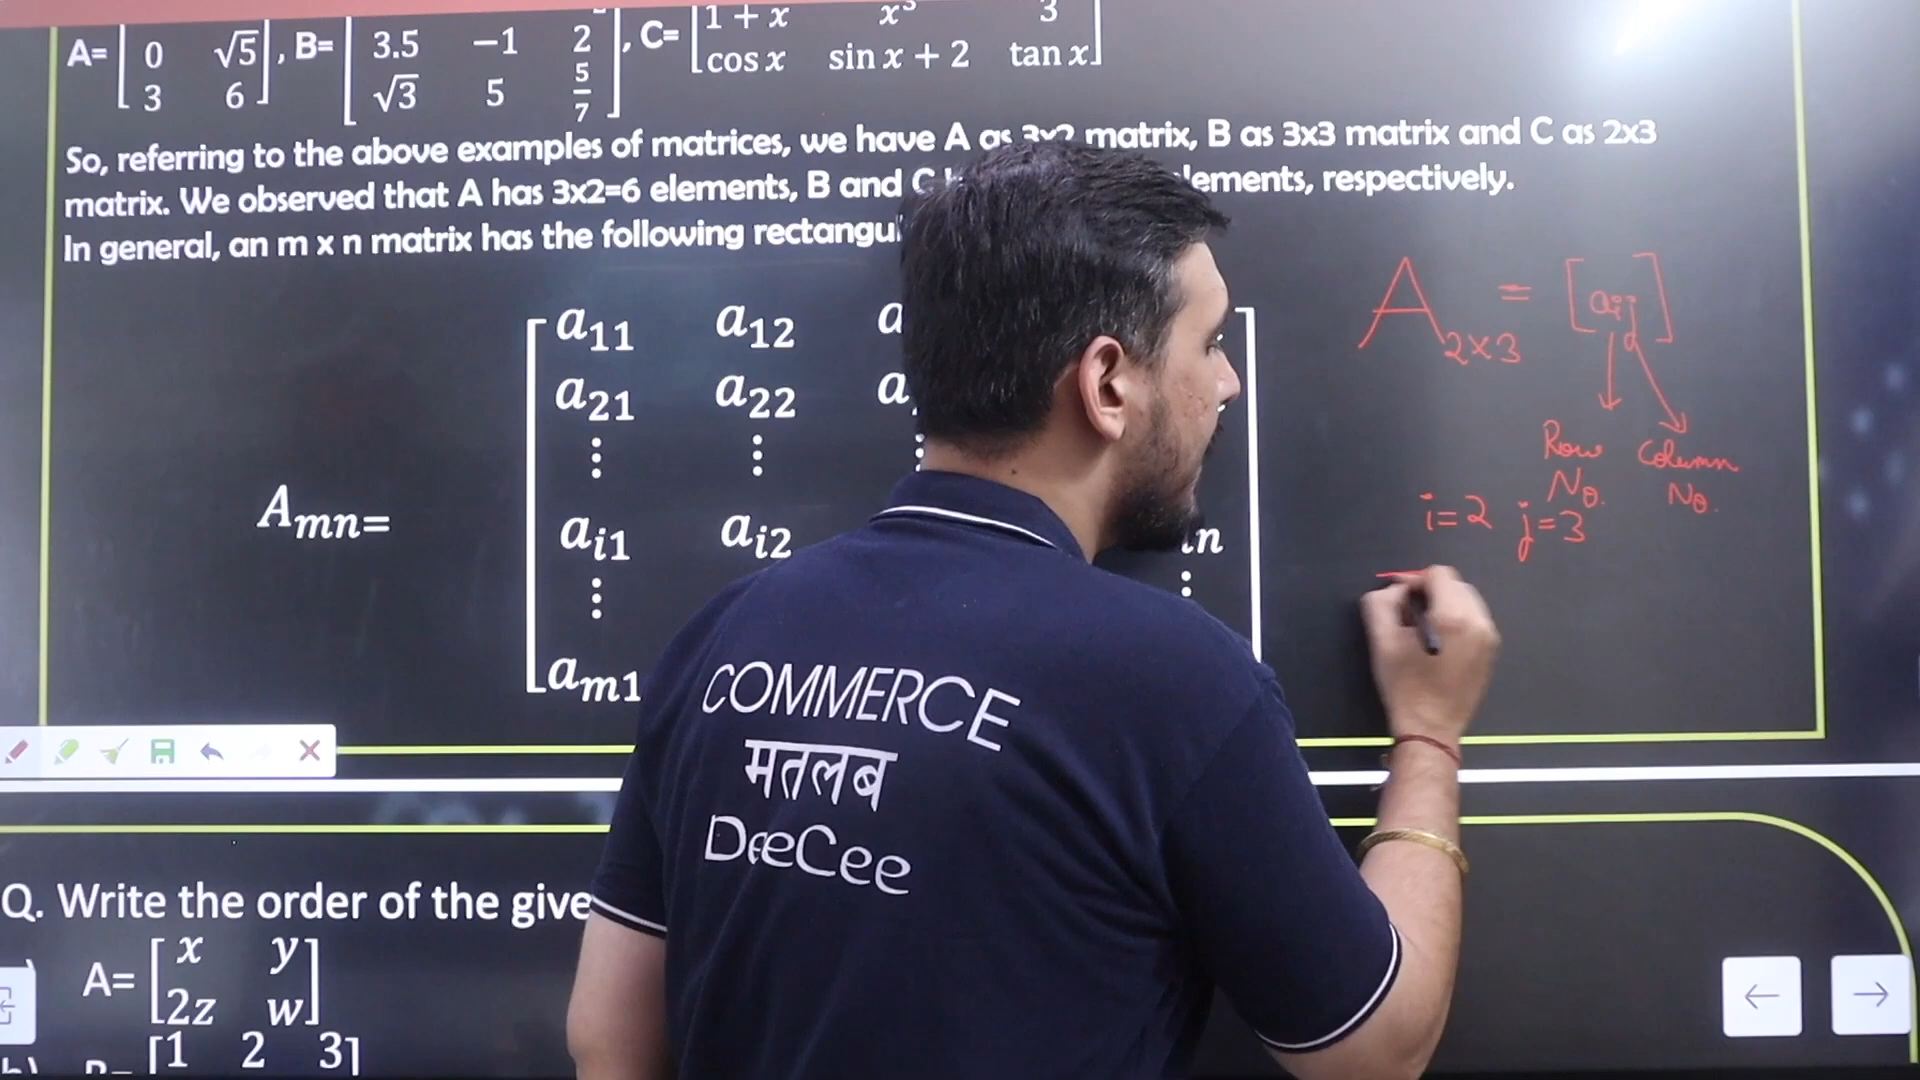 A= [0 √5
3 6], B= [3.5 −1 2
√3 5 5/7], C= [1 + x x³ 3
cos x sin x + 2 tan x]
So, referring to the above examples of matrices, we have A as 3x2 matrix, B as 3x3 matrix and C as 2x3
matrix. We observed that A has 3x2=6 elements, B and C lements, respectively.
In general, an m x n matrix has the following rectangul
a11 a12 a
a21 a22 a
⋮ ⋮ ⋮
Amn= ai1 ai2 in
⋮ ⋮
am1
A2×3 = [aij]
Row Column
No. No.
i=2 j=3
COMMERCE
मतलब
DeeCee
Q. Write the order of the give
A= [x y
2z w]
[1 2 3]